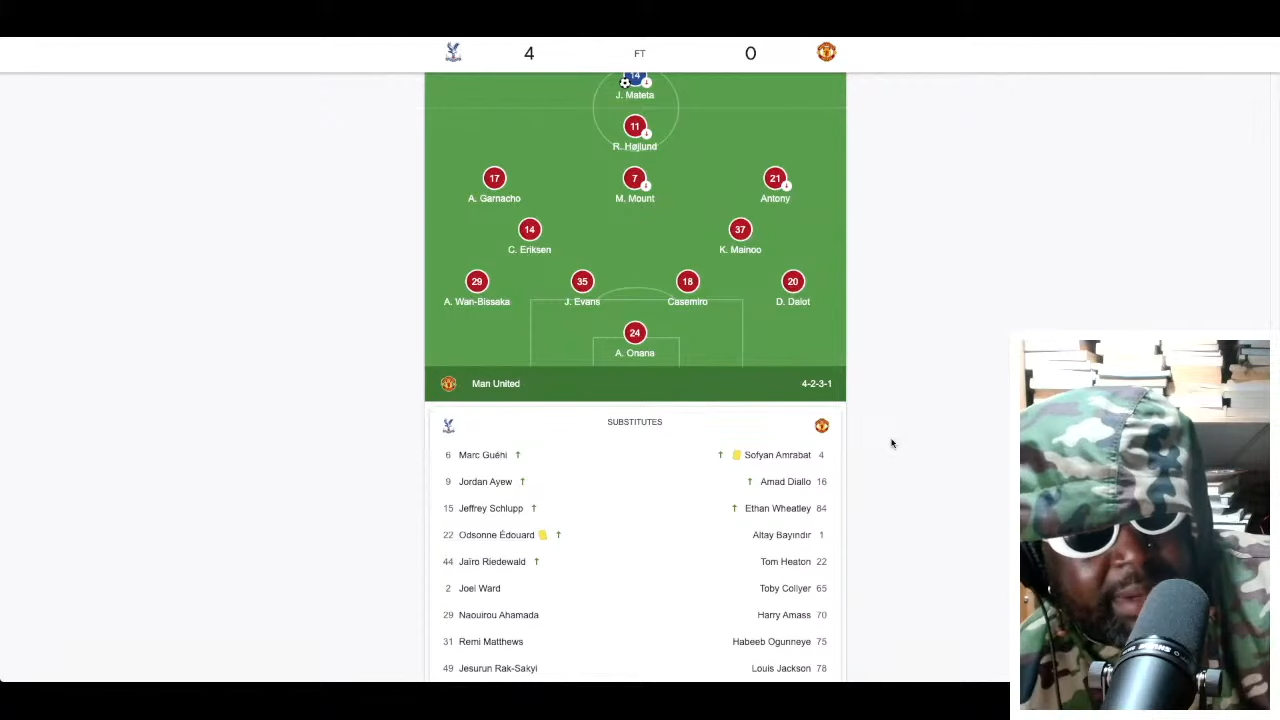 4 FT 0
14
J. Mateta
11
R. Højlund
17 7 21
A. Garnacho M. Mount Antony
14 37
C. Eriksen K. Mainoo
29 35 18 20
A. Wan-Bissaka J. Evans Casemiro D. Dalot
24
A. Onana
Man United 4-2-3-1
SUBSTITUTES
6 Marc Guéhi ↑ ↑ Sofyan Amrabat 4
9 Jordan Ayew ↑ ↑ Amad Diallo 16
15 Jeffrey Schlupp ↑ ↑ Ethan Wheatley 84
22 Odsonne Édouard ↑ Altay Bayındır 1
44 Jaïro Riedewald ↑ Tom Heaton 22
2 Joel Ward Toby Collyer 65
29 Naouirou Ahamada Harry Amass 70
31 Remi Matthews Habeeb Ogunneye 75
49 Jesurun Rak-Sakyi Louis Jackson 78